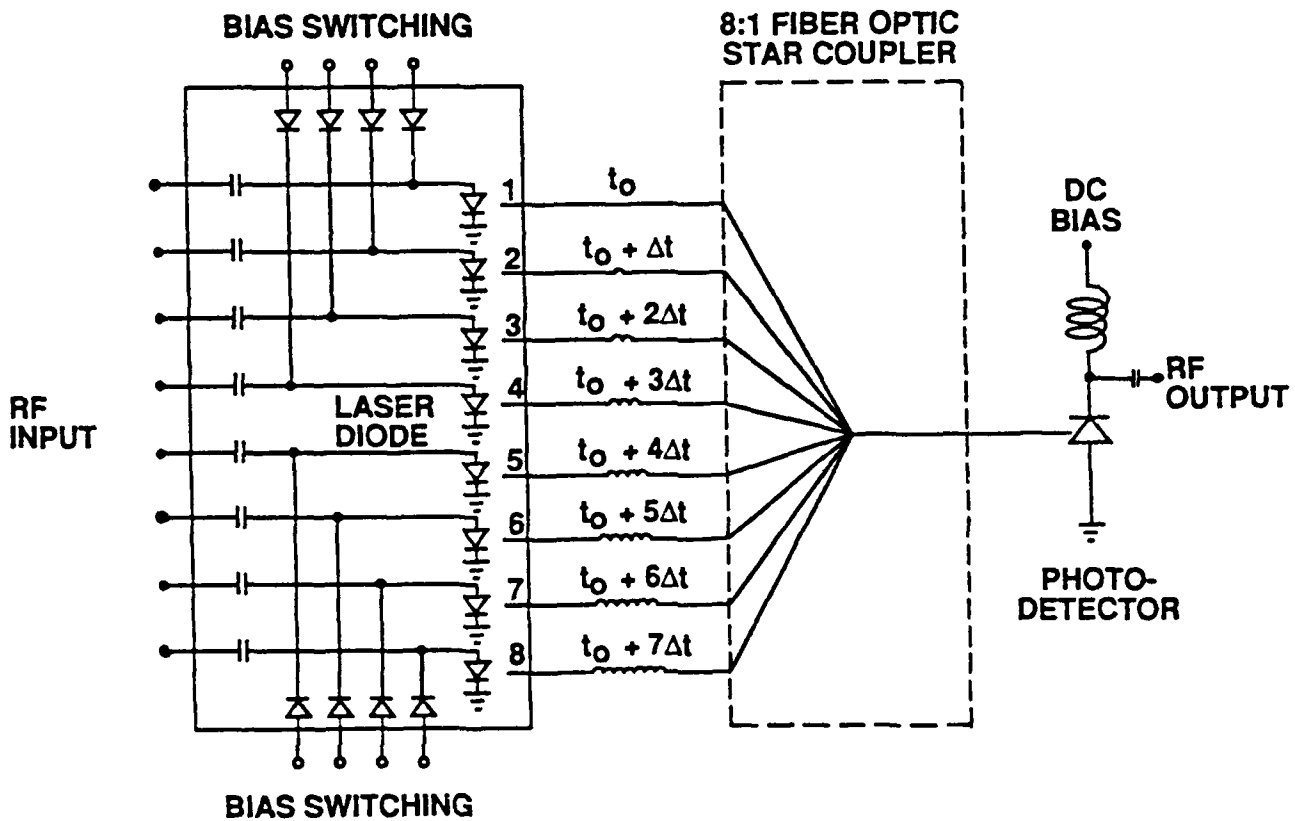 BIAS SWITCHING
8:1 FIBER OPTIC
STAR COUPLER
RF
INPUT
LASER
DIODE
1
t₀
2
t₀ + Δt
3
t₀ + 2Δt
4
t₀ + 3Δt
5
t₀ + 4Δt
6
t₀ + 5Δt
7
t₀ + 6Δt
8
t₀ + 7Δt
DC
BIAS
RF
OUTPUT
PHOTO-
DETECTOR
BIAS SWITCHING